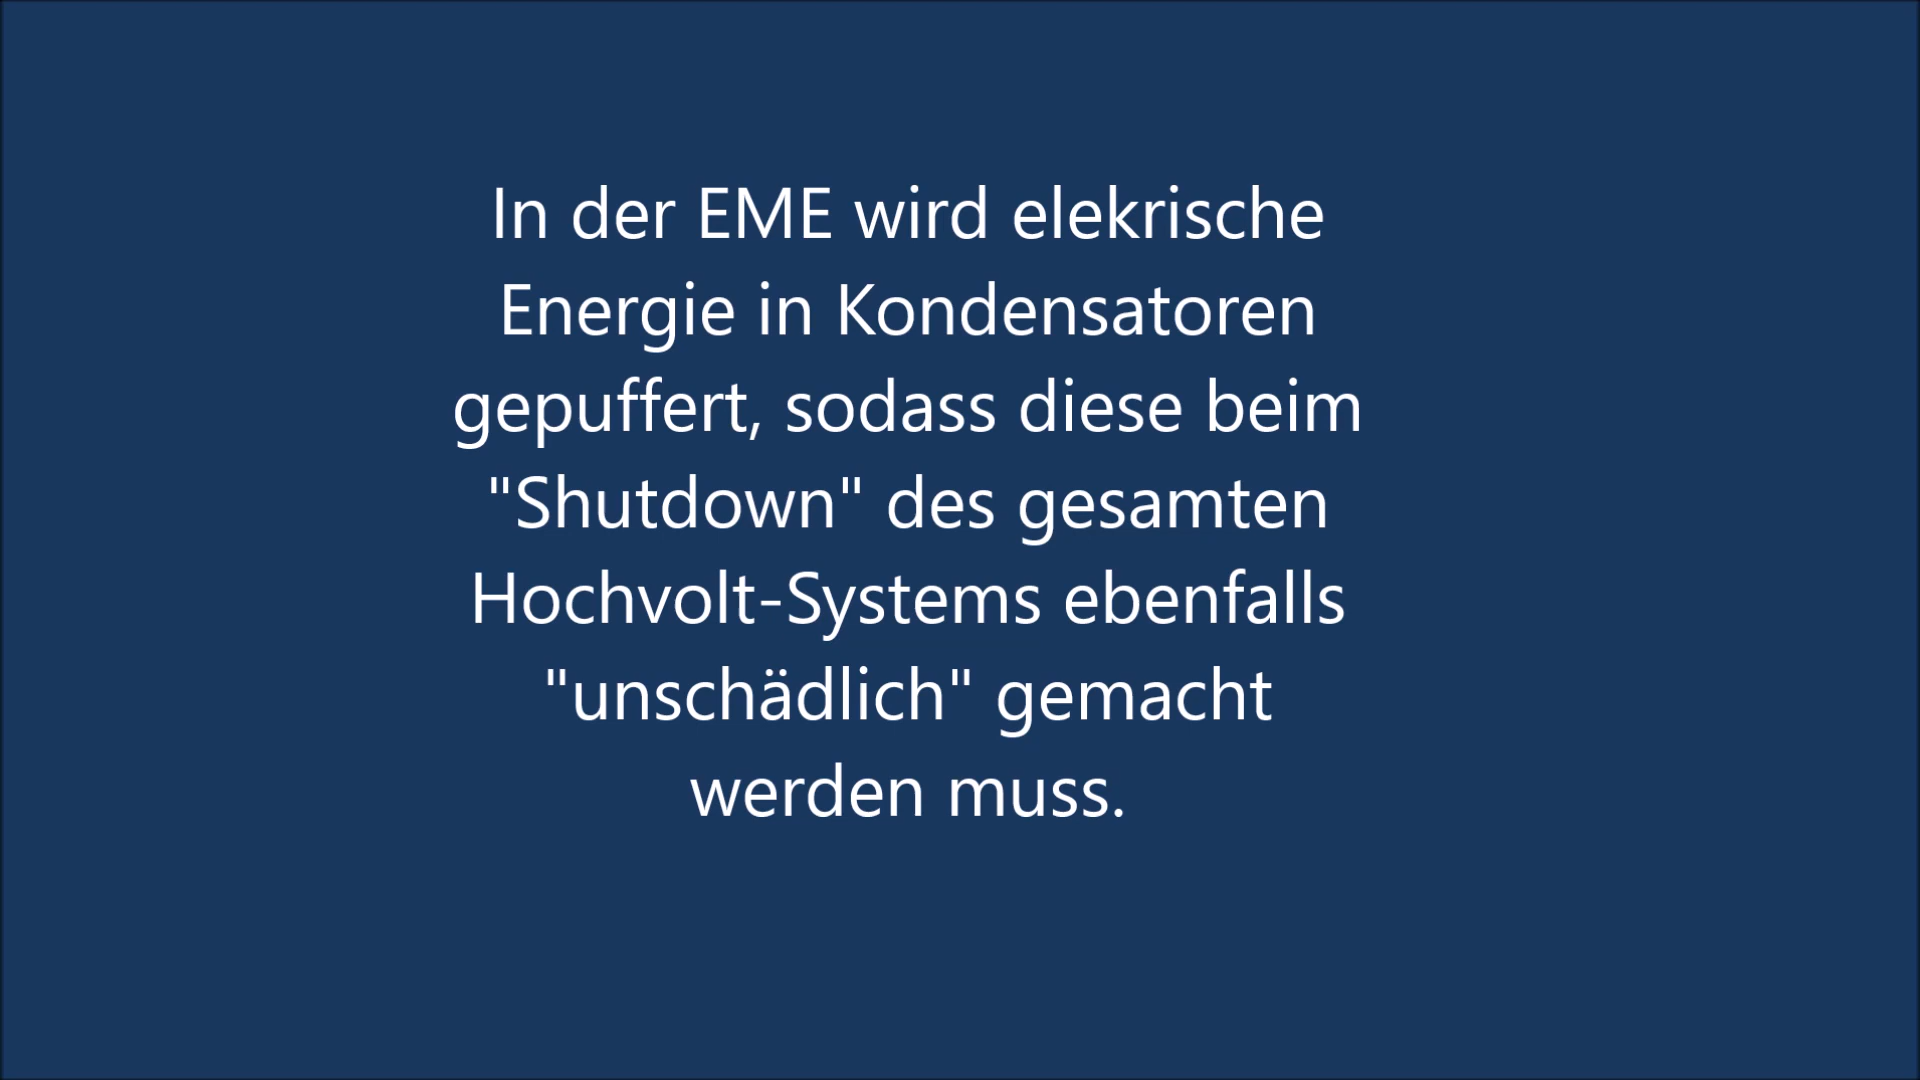 In der EME wird elekrische
Energie in Kondensatoren
gepuffert, sodass diese beim
"Shutdown" des gesamten
Hochvolt-Systems ebenfalls
"unschädlich" gemacht
werden muss.